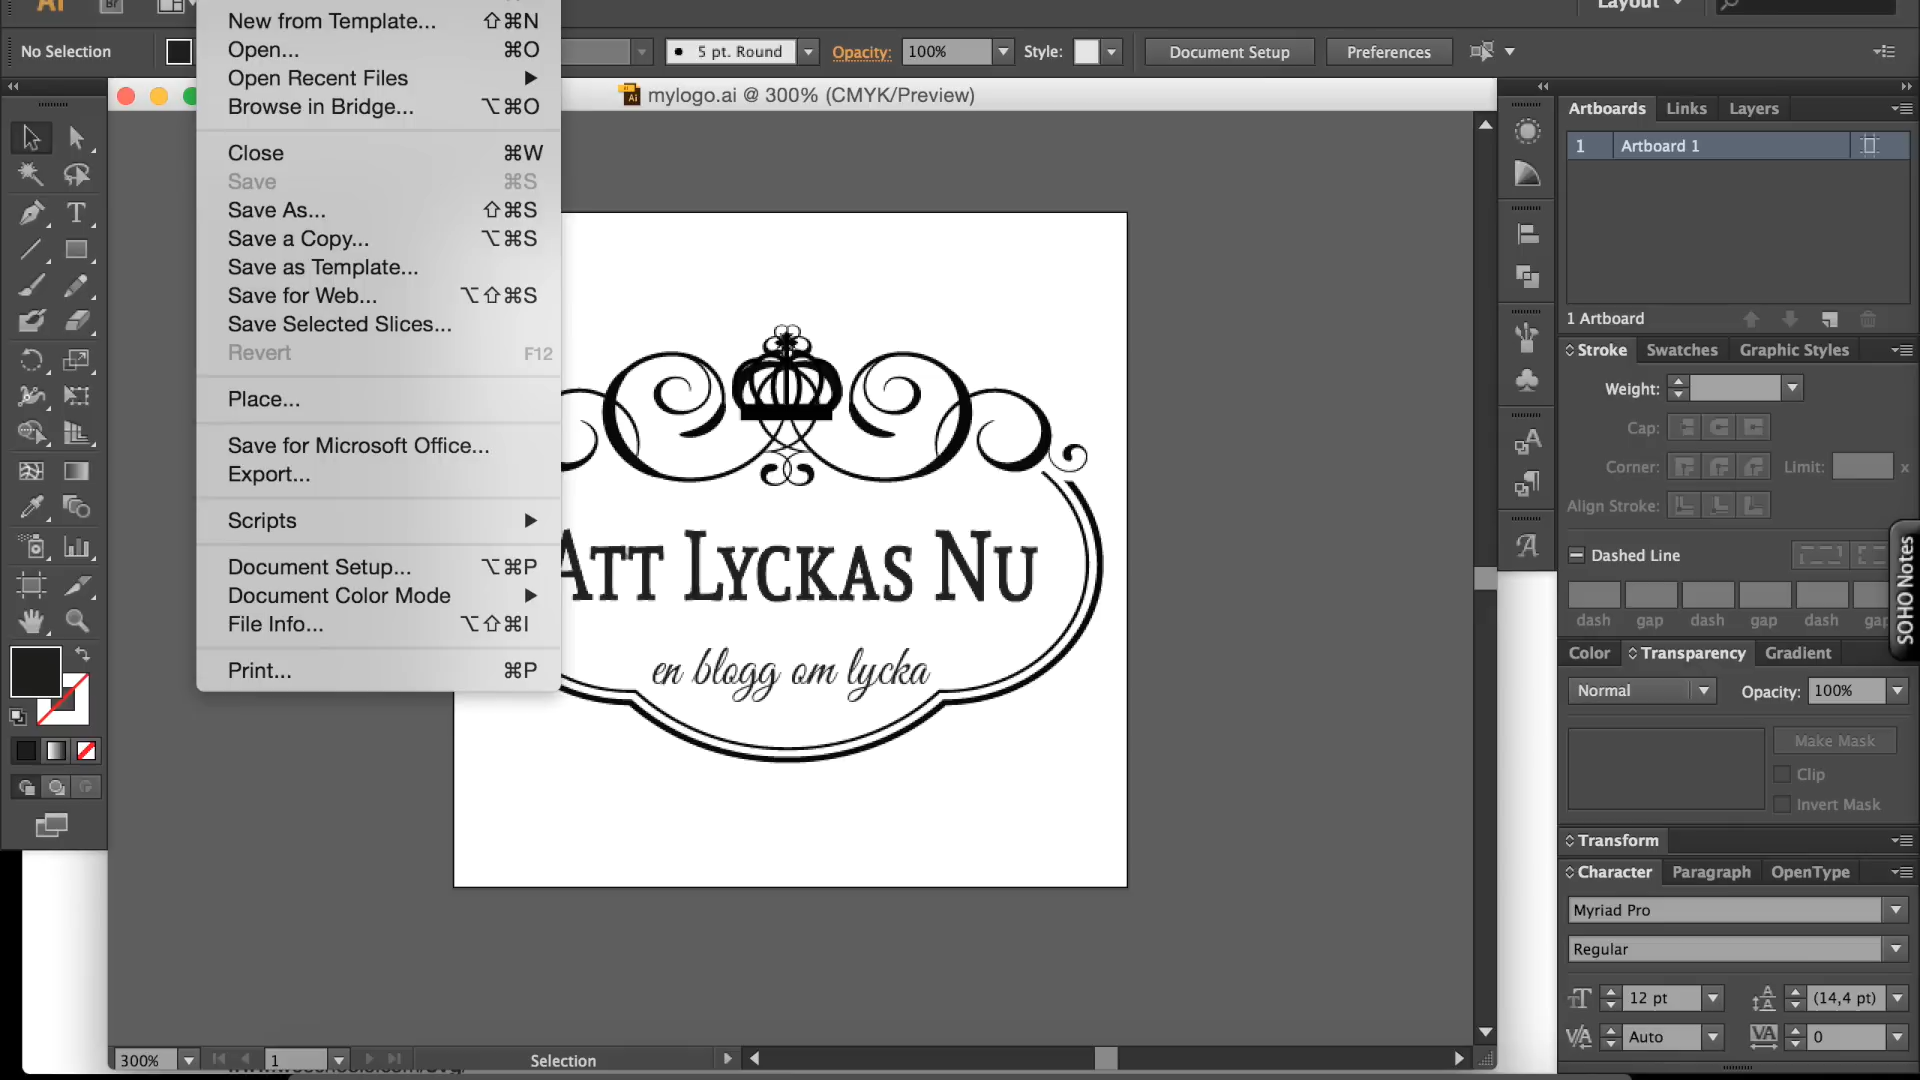 Layout
New from Template... ⇧⌘N
Open... ⌘O
Open Recent Files
Browse in Bridge... ⌥⌘O
Close ⌘W
Save ⌘S
Save As... ⇧⌘S
Save a Copy... ⌥⌘S
Save as Template...
Save for Web... ⌥⇧⌘S
Save Selected Slices...
Revert F12
Place...
Save for Microsoft Office...
Export...
Scripts
Document Setup... ⌥⌘P
Document Color Mode
File Info... ⌥⇧⌘I
Print... ⌘P
No Selection
5 pt. Round
Opacity: 100%
Style:
Document Setup
Preferences
mylogo.ai @ 300% (CMYK/Preview)
Att Lyckas Nu
en blogg om lycka
Artboards Links Layers
1 Artboard 1
1 Artboard
Stroke Swatches Graphic Styles
Weight:
Cap:
Corner: Limit: x
Align Stroke:
Dashed Line
dash gap dash gap dash gap
SOHO Notes
Color Transparency Gradient
Normal Opacity: 100%
Make Mask
Clip
Invert Mask
Transform
Character Paragraph OpenType
Myriad Pro
Regular
12 pt (14,4 pt)
Auto 0
300% 1 Selection